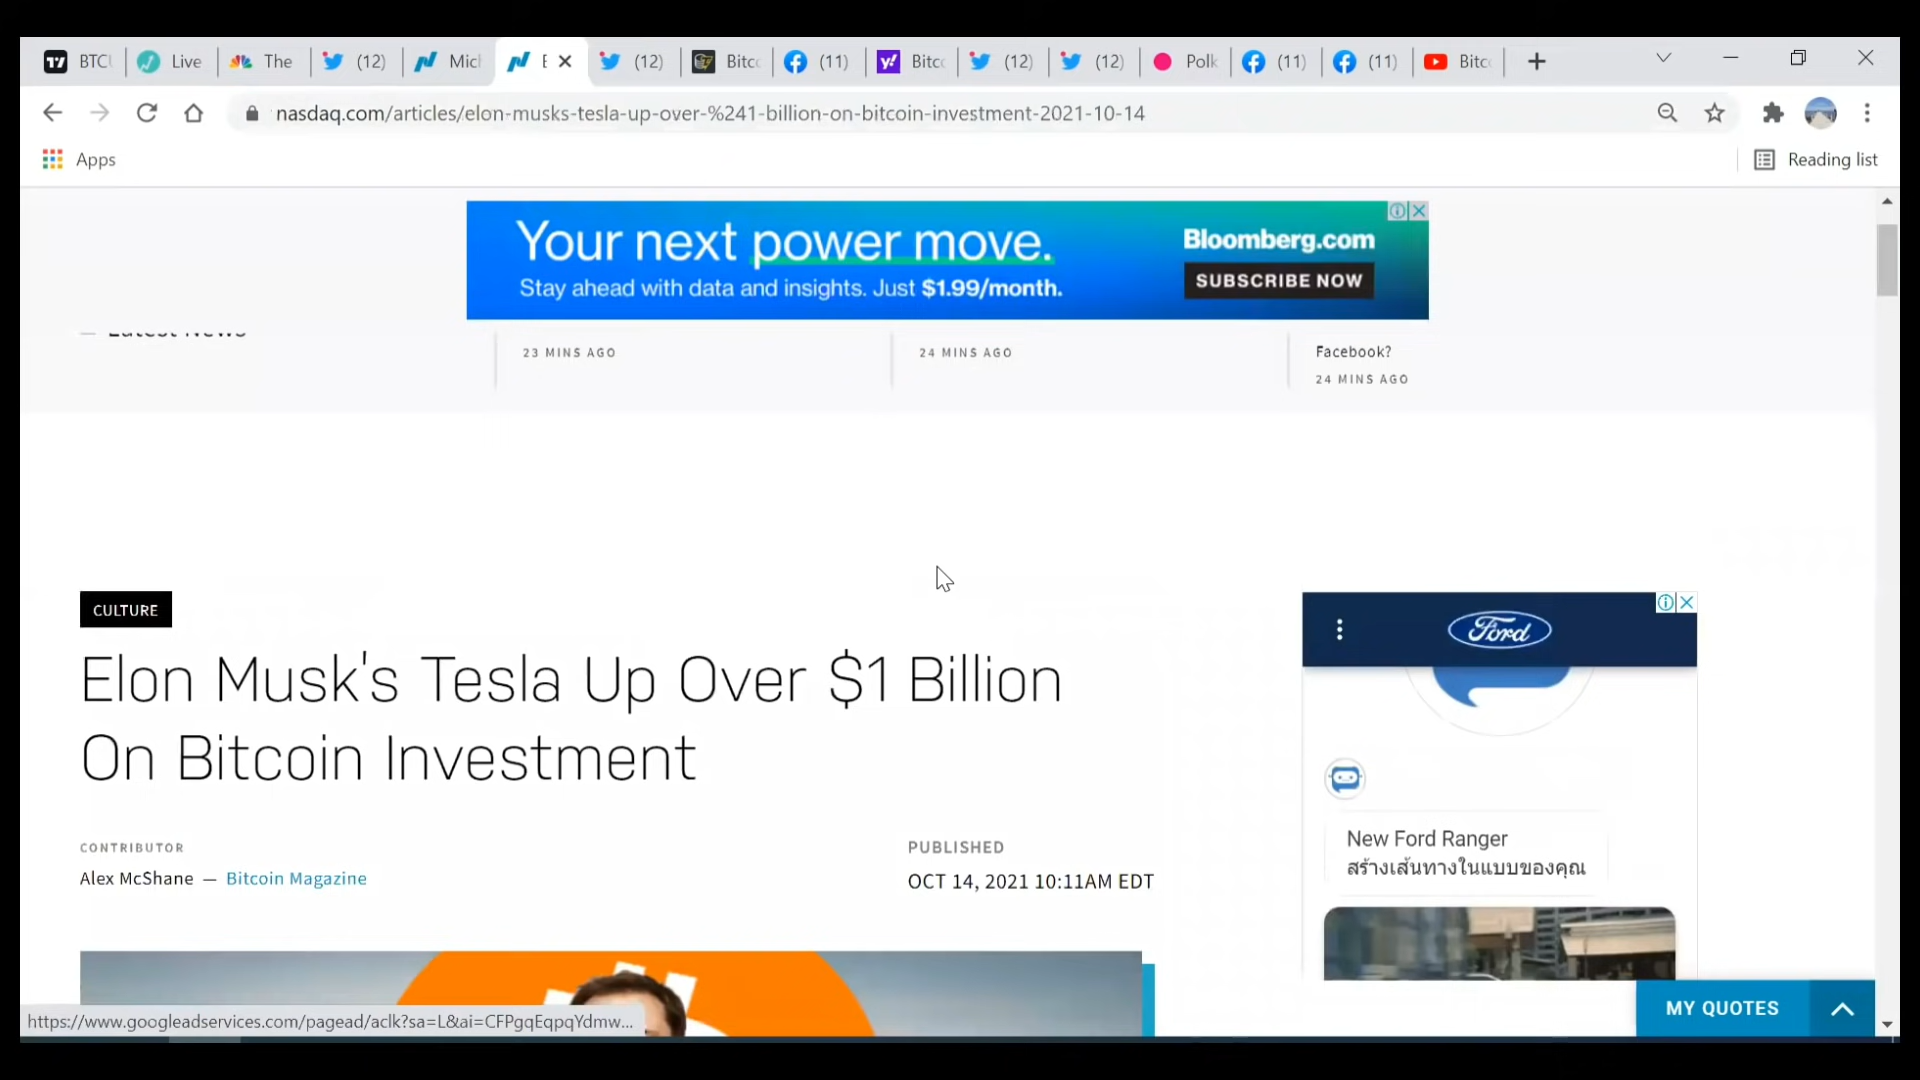 BTCU
Live
The
(12)
Mic
E
(12)
Bitc
(11)
Bitc
(12)
(12)
Polk
(11)
(11)
Bitc
nasdaq.com/articles/elon-musks-tesla-up-over-%241-billion-on-bitcoin-investment-2021-10-14
Apps
Reading list
Your next power move.
Stay ahead with data and insights. Just $1.99/month.
Bloomberg.com
SUBSCRIBE NOW
Latest News
23 MINS AGO
24 MINS AGO
Facebook?
24 MINS AGO
CULTURE
Elon Musk's Tesla Up Over $1 Billion
On Bitcoin Investment
CONTRIBUTOR
Alex McShane — Bitcoin Magazine
PUBLISHED
OCT 14, 2021 10:11AM EDT
Ford
New Ford Ranger
สร้างเส้นทางในแบบของคุณ
MY QUOTES
https://www.googleadservices.com/pagead/aclk?sa=L&ai=CFPgqEqpqYdmw...